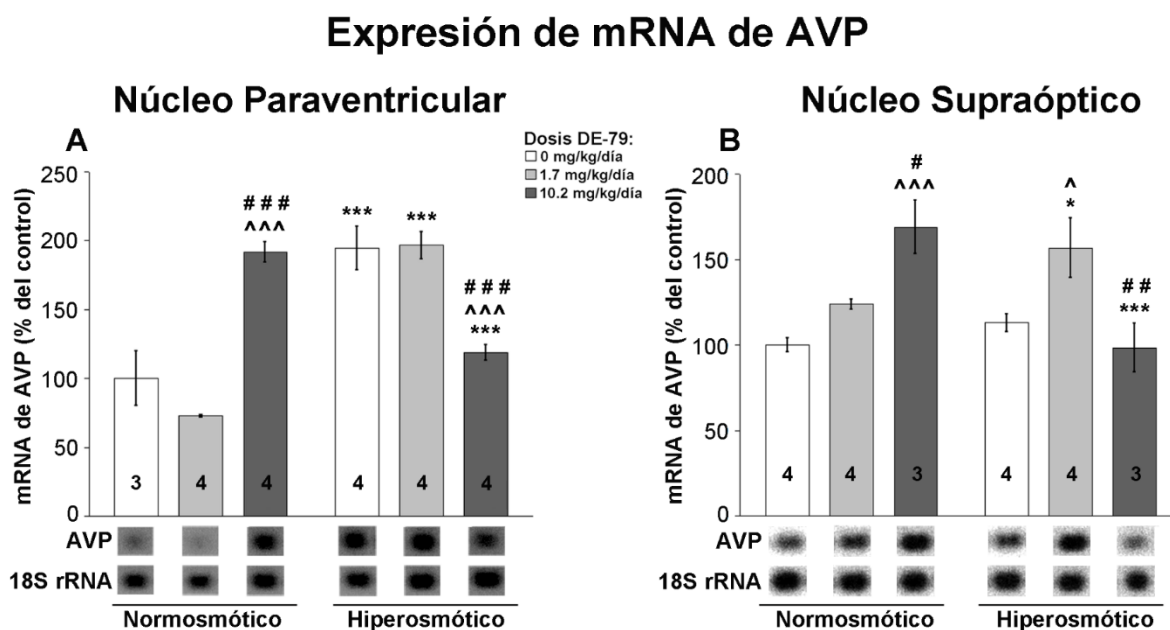 Expresión de mRNA de AVP
Núcleo Paraventricular
Núcleo Supraóptico
A
Dosis DE-79:
0 mg/kg/día
1.7 mg/kg/día
10.2 mg/kg/día
mRNA de AVP (% del control)
250
200
150
100
50
0
# # #
^^^
***
***
# # #
^^^
***
3
4
4
4
4
4
AVP
18S rRNA
Normosmótico
Hiperosmótico
B
mRNA de AVP (% del control)
200
150
100
50
0
#
^^^
^
*
# #
***
4
4
3
4
4
3
AVP
18S rRNA
Normosmótico
Hiperosmótico